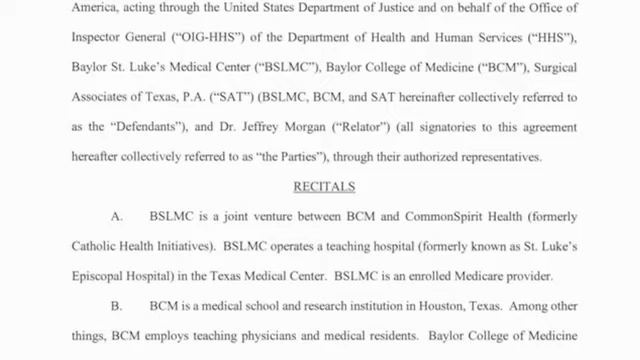 America, acting through the United States Department of Justice and on behalf of the Office of
Inspector General (“OIG-HHS”) of the Department of Health and Human Services (“HHS”),
Baylor St. Luke’s Medical Center (“BSLMC”), Baylor College of Medicine (“BCM”), Surgical
Associates of Texas, P.A. (“SAT”) (BSLMC, BCM, and SAT hereinafter collectively referred to
as the “Defendants”), and Dr. Jeffrey Morgan (“Relator”) (all signatories to this agreement
hereafter collectively referred to as “the Parties”), through their authorized representatives.
RECITALS
A. BSLMC is a joint venture between BCM and CommonSpirit Health (formerly
Catholic Health Initiatives). BSLMC operates a teaching hospital (formerly known as St. Luke’s
Episcopal Hospital) in the Texas Medical Center. BSLMC is an enrolled Medicare provider.
B. BCM is a medical school and research institution in Houston, Texas. Among other
things, BCM employs teaching physicians and medical residents. Baylor College of Medicine